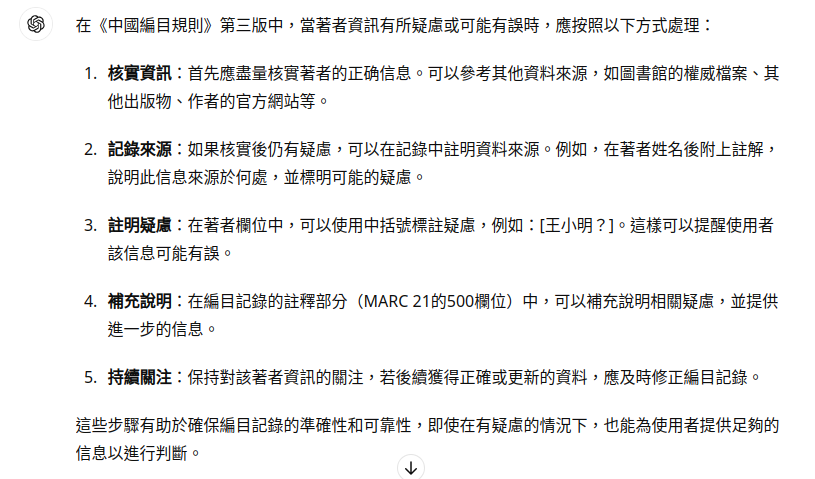 在《中國編目規則》第三版中，當著者資訊有所疑慮或可能有誤時，應按照以下方式處理：
1. 核實資訊：首先應盡量核實著者的正确信息。可以參考其他資料來源，如圖書館的權威檔案、其
他出版物、作者的官方網站等。
2. 記錄來源：如果核實後仍有疑慮，可以在記錄中註明資料來源。例如，在著者姓名後附上註解，
說明此信息來源於何處，並標明可能的疑慮。
3. 註明疑慮：在著者欄位中，可以使用中括號標註疑慮，例如：[王小明？]。這樣可以提醒使用者
該信息可能有誤。
4. 補充說明：在編目記錄的註釋部分（MARC 21的500欄位）中，可以補充說明相關疑慮，並提供
進一步的信息。
5. 持續關注：保持對該著者資訊的關注，若後續獲得正確或更新的資料，應及時修正編目記錄。
這些步驟有助於確保編目記錄的準確性和可靠性，即使在有疑慮的情況下，也能為使用者提供足夠的
信息以進行判斷。